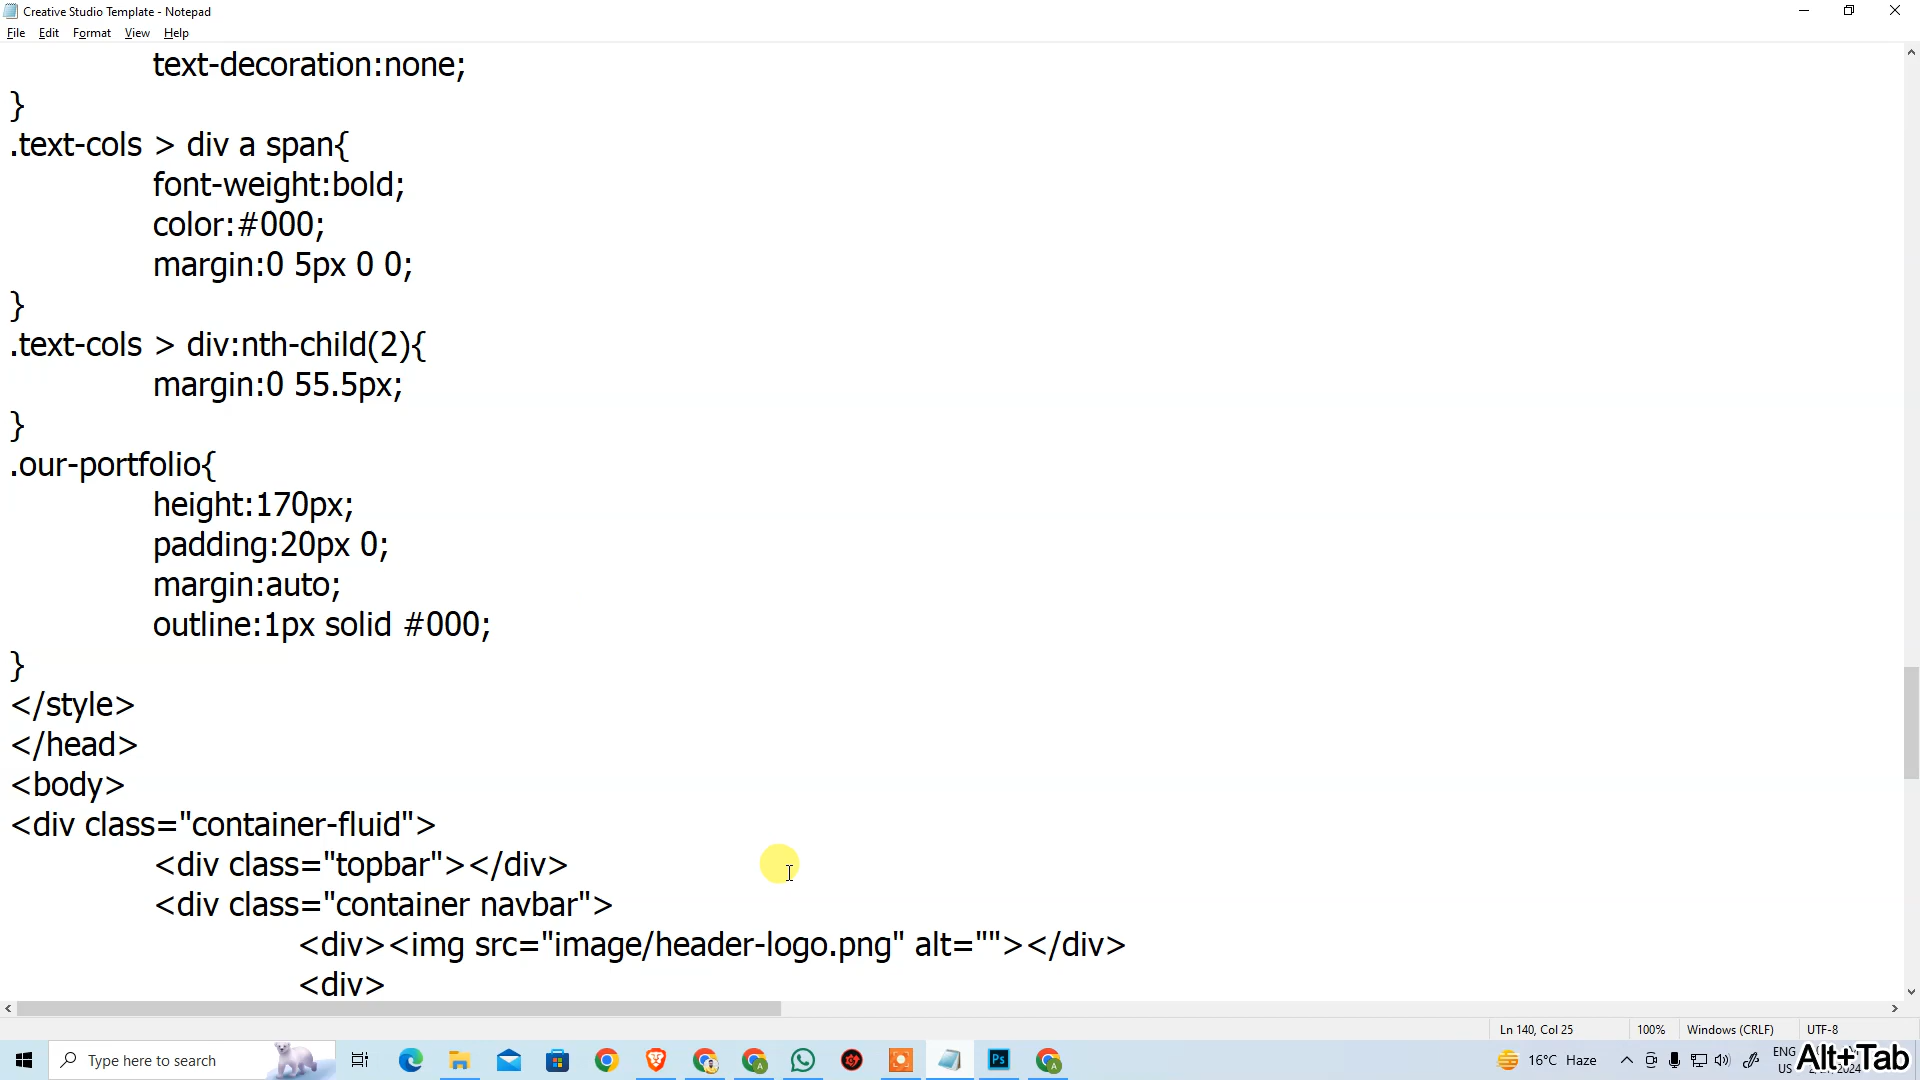 Creative Studio Template - Notepad
File Edit Format View Help
text-decoration:none;
}
.text-cols > div a span{
font-weight:bold;
color:#000;
margin:0 5px 0 0;
}
.text-cols > div:nth-child(2){
margin:0 55.5px;
}
.our-portfolio{
height:170px;
padding:20px 0;
margin:auto;
outline:1px solid #000;
}
</style>
</head>
<body>
<div class="container-fluid">
<div class="topbar"></div>
<div class="container navbar">
<div><img src="image/header-logo.png" alt=""></div>
<div>
Ln 140, Col 25 100% Windows (CRLF) UTF-8
Type here to search Ps 16°C Haze ENG US Alt+Tab